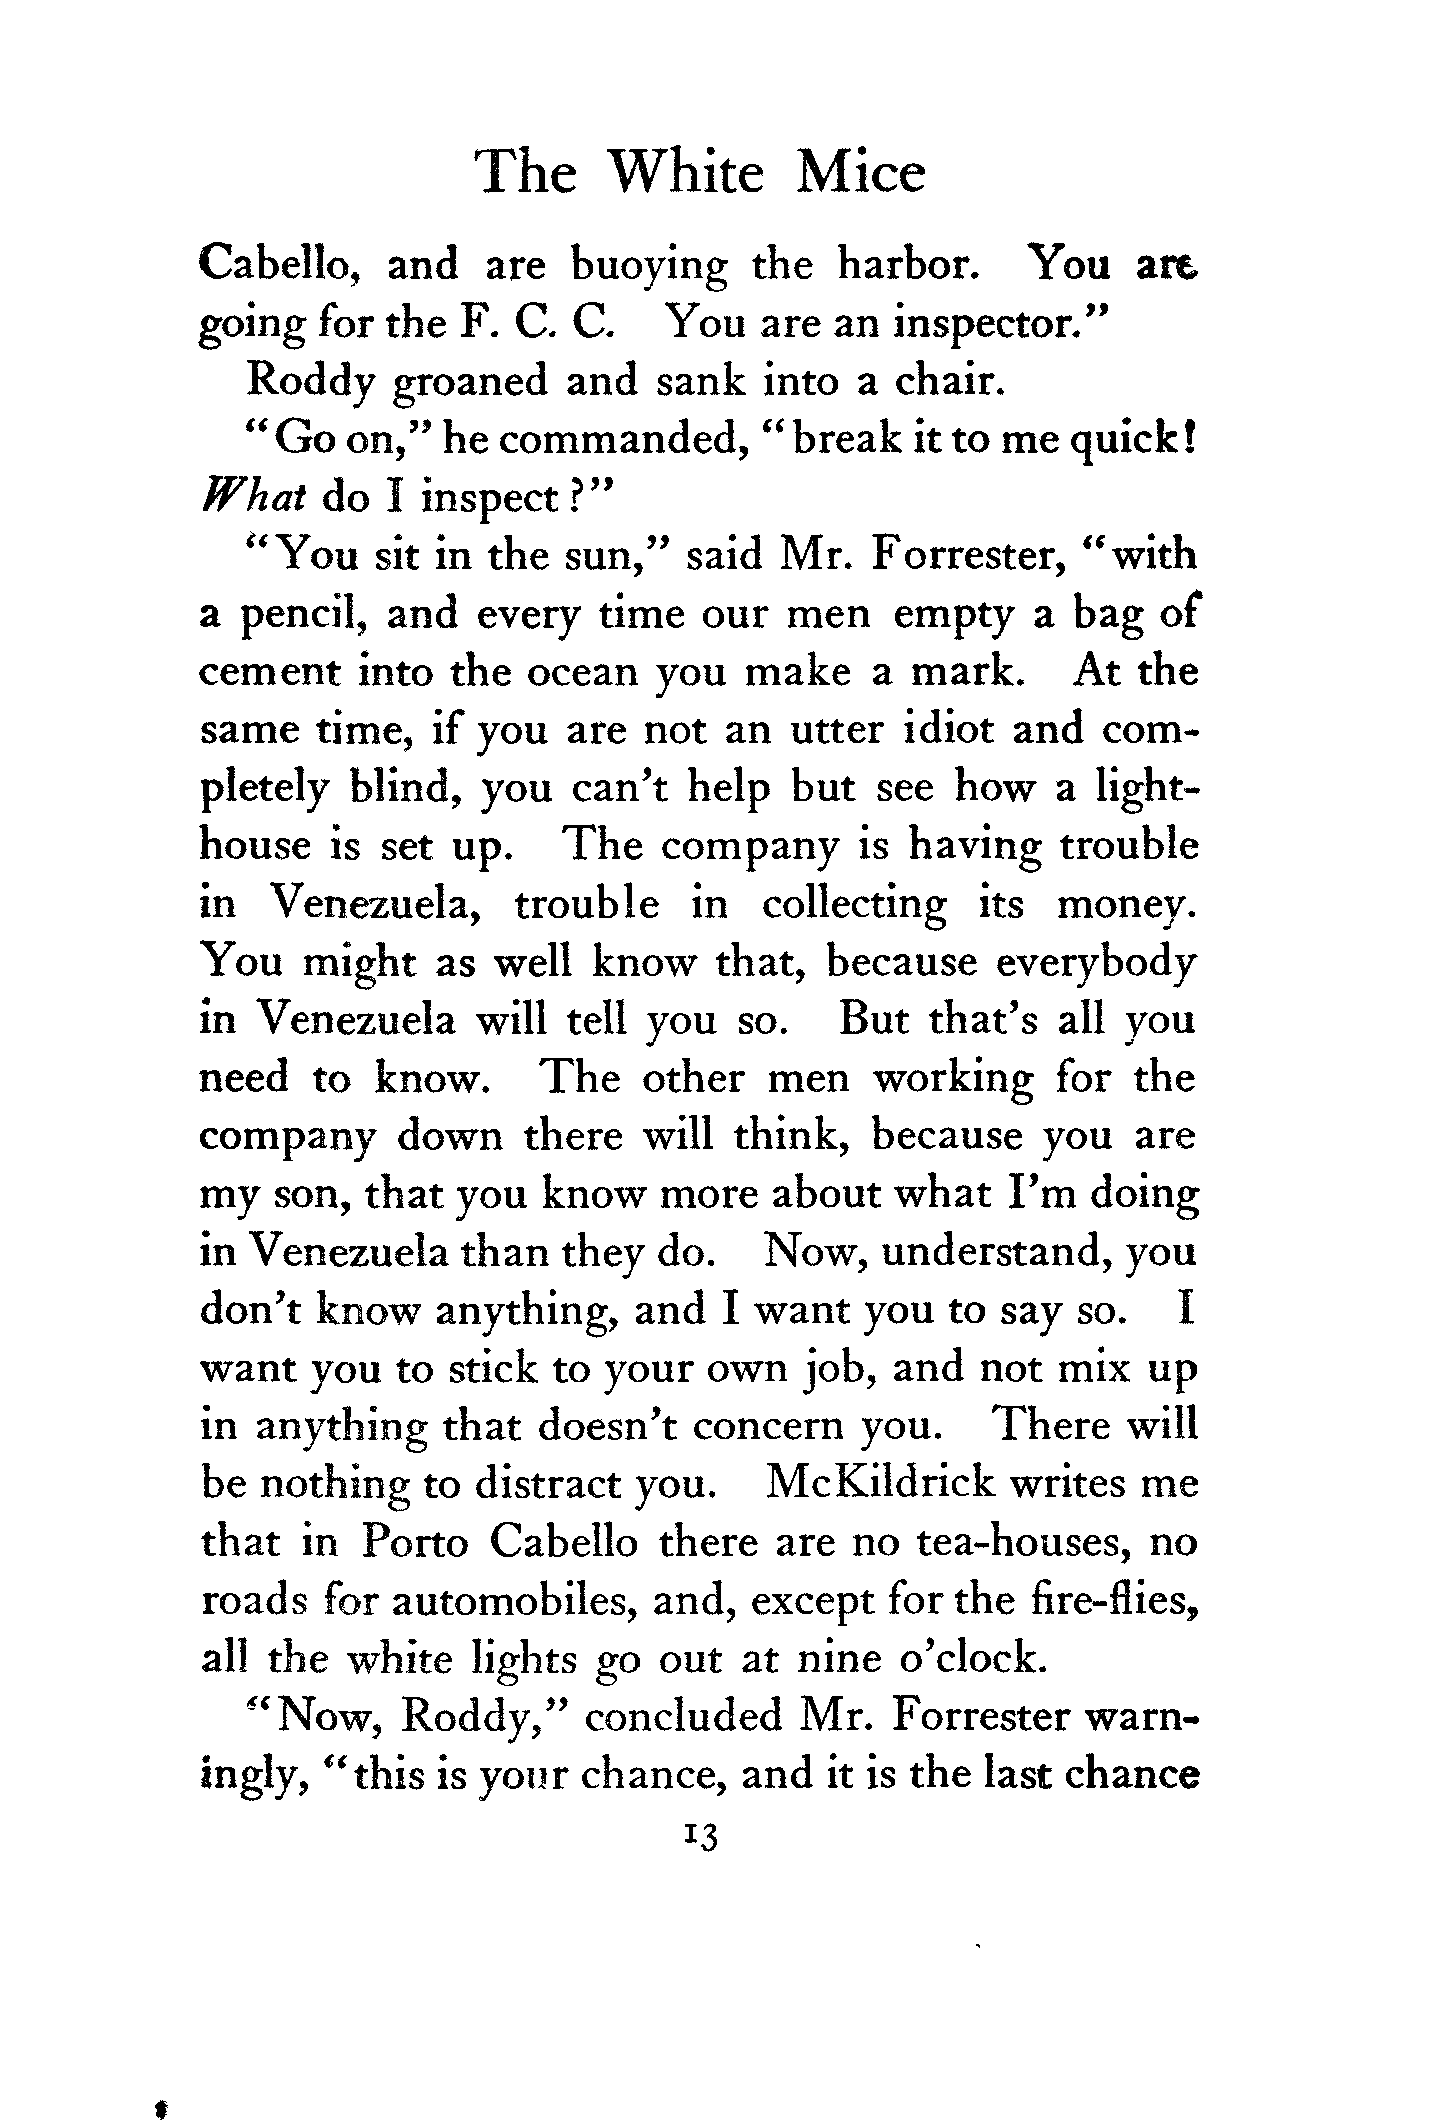 The White Mice
Cabello, and are buoying the harbor. You are
going for the F. C. C. You are an inspector."
Roddy groaned and sank into a chair.
"Go on," he commanded, "break it to me quick!
What do I inspect?"
"You sit in the sun," said Mr. Forrester, "with
a pencil, and every time our men empty a bag of
cement into the ocean you make a mark. At the
same time, if you are not an utter idiot and com-
pletely blind, you can't help but see how a light-
house is set up. The company is having trouble
in Venezuela, trouble in collecting its money.
You might as well know that, because everybody
in Venezuela will tell you so. But that's all you
need to know. The other men working for the
company down there will think, because you are
my son, that you know more about what I'm doing
in Venezuela than they do. Now, understand, you
don't know anything, and I want you to say so. I
want you to stick to your own job, and not mix up
in anything that doesn't concern you. There will
be nothing to distract you. McKildrick writes me
that in Porto Cabello there are no tea-houses, no
roads for automobiles, and, except for the fire-flies,
all the white lights go out at nine o'clock.
"Now, Roddy," concluded Mr. Forrester warn-
ingly, "this is your chance, and it is the last chance
13